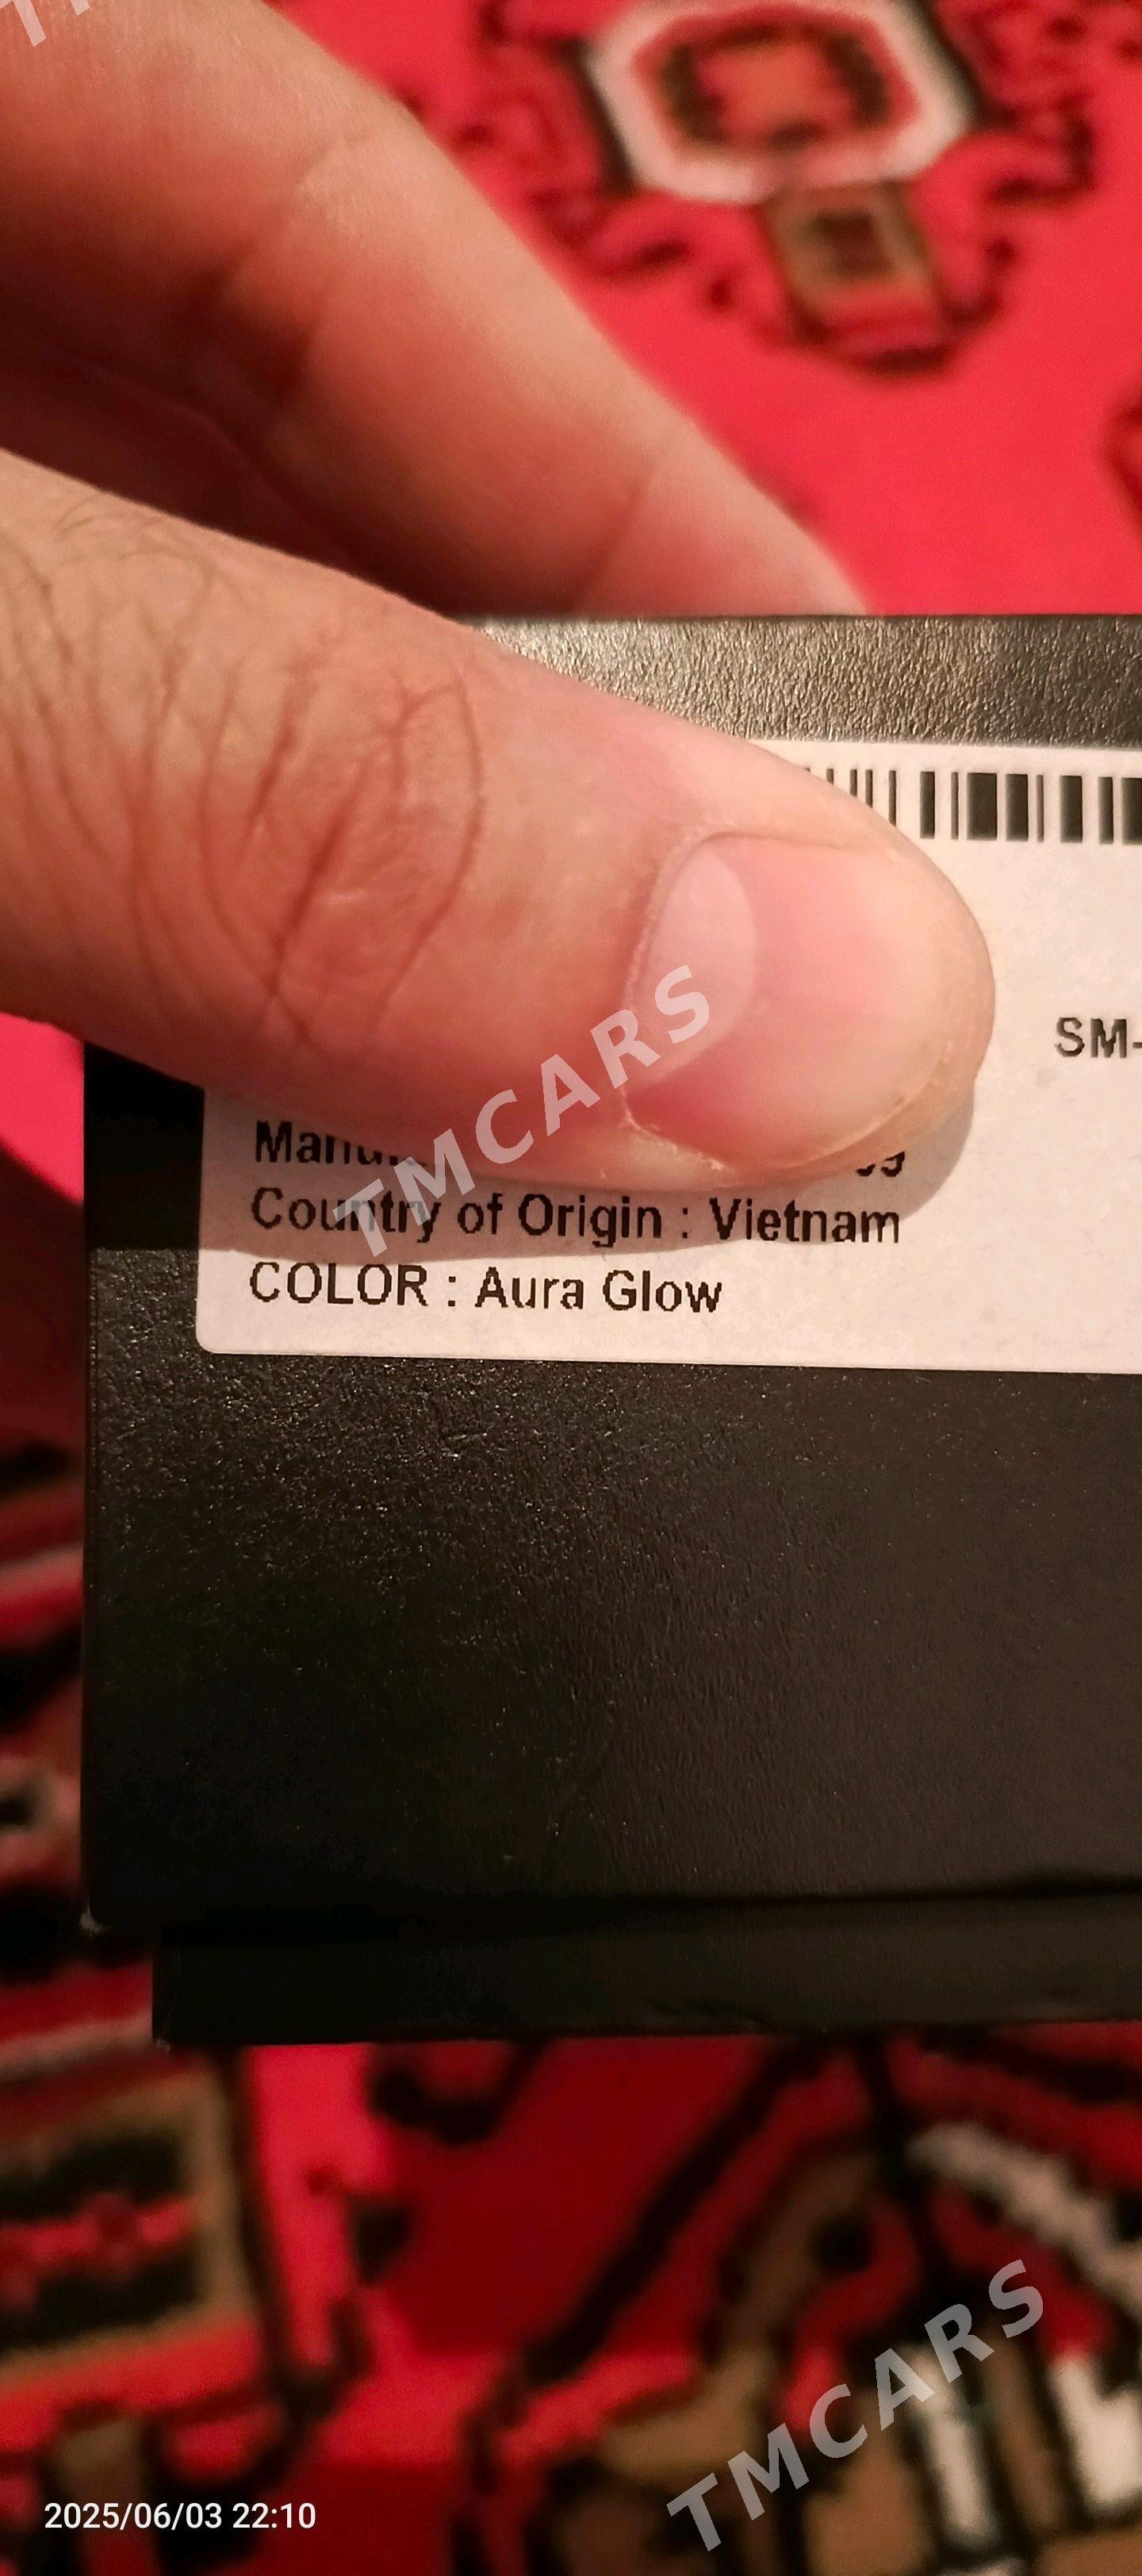 SM-
Country of Origin : Vietnam
COLOR : Aura Glow
TMCARS
TMCARS
2025/06/03 22:10